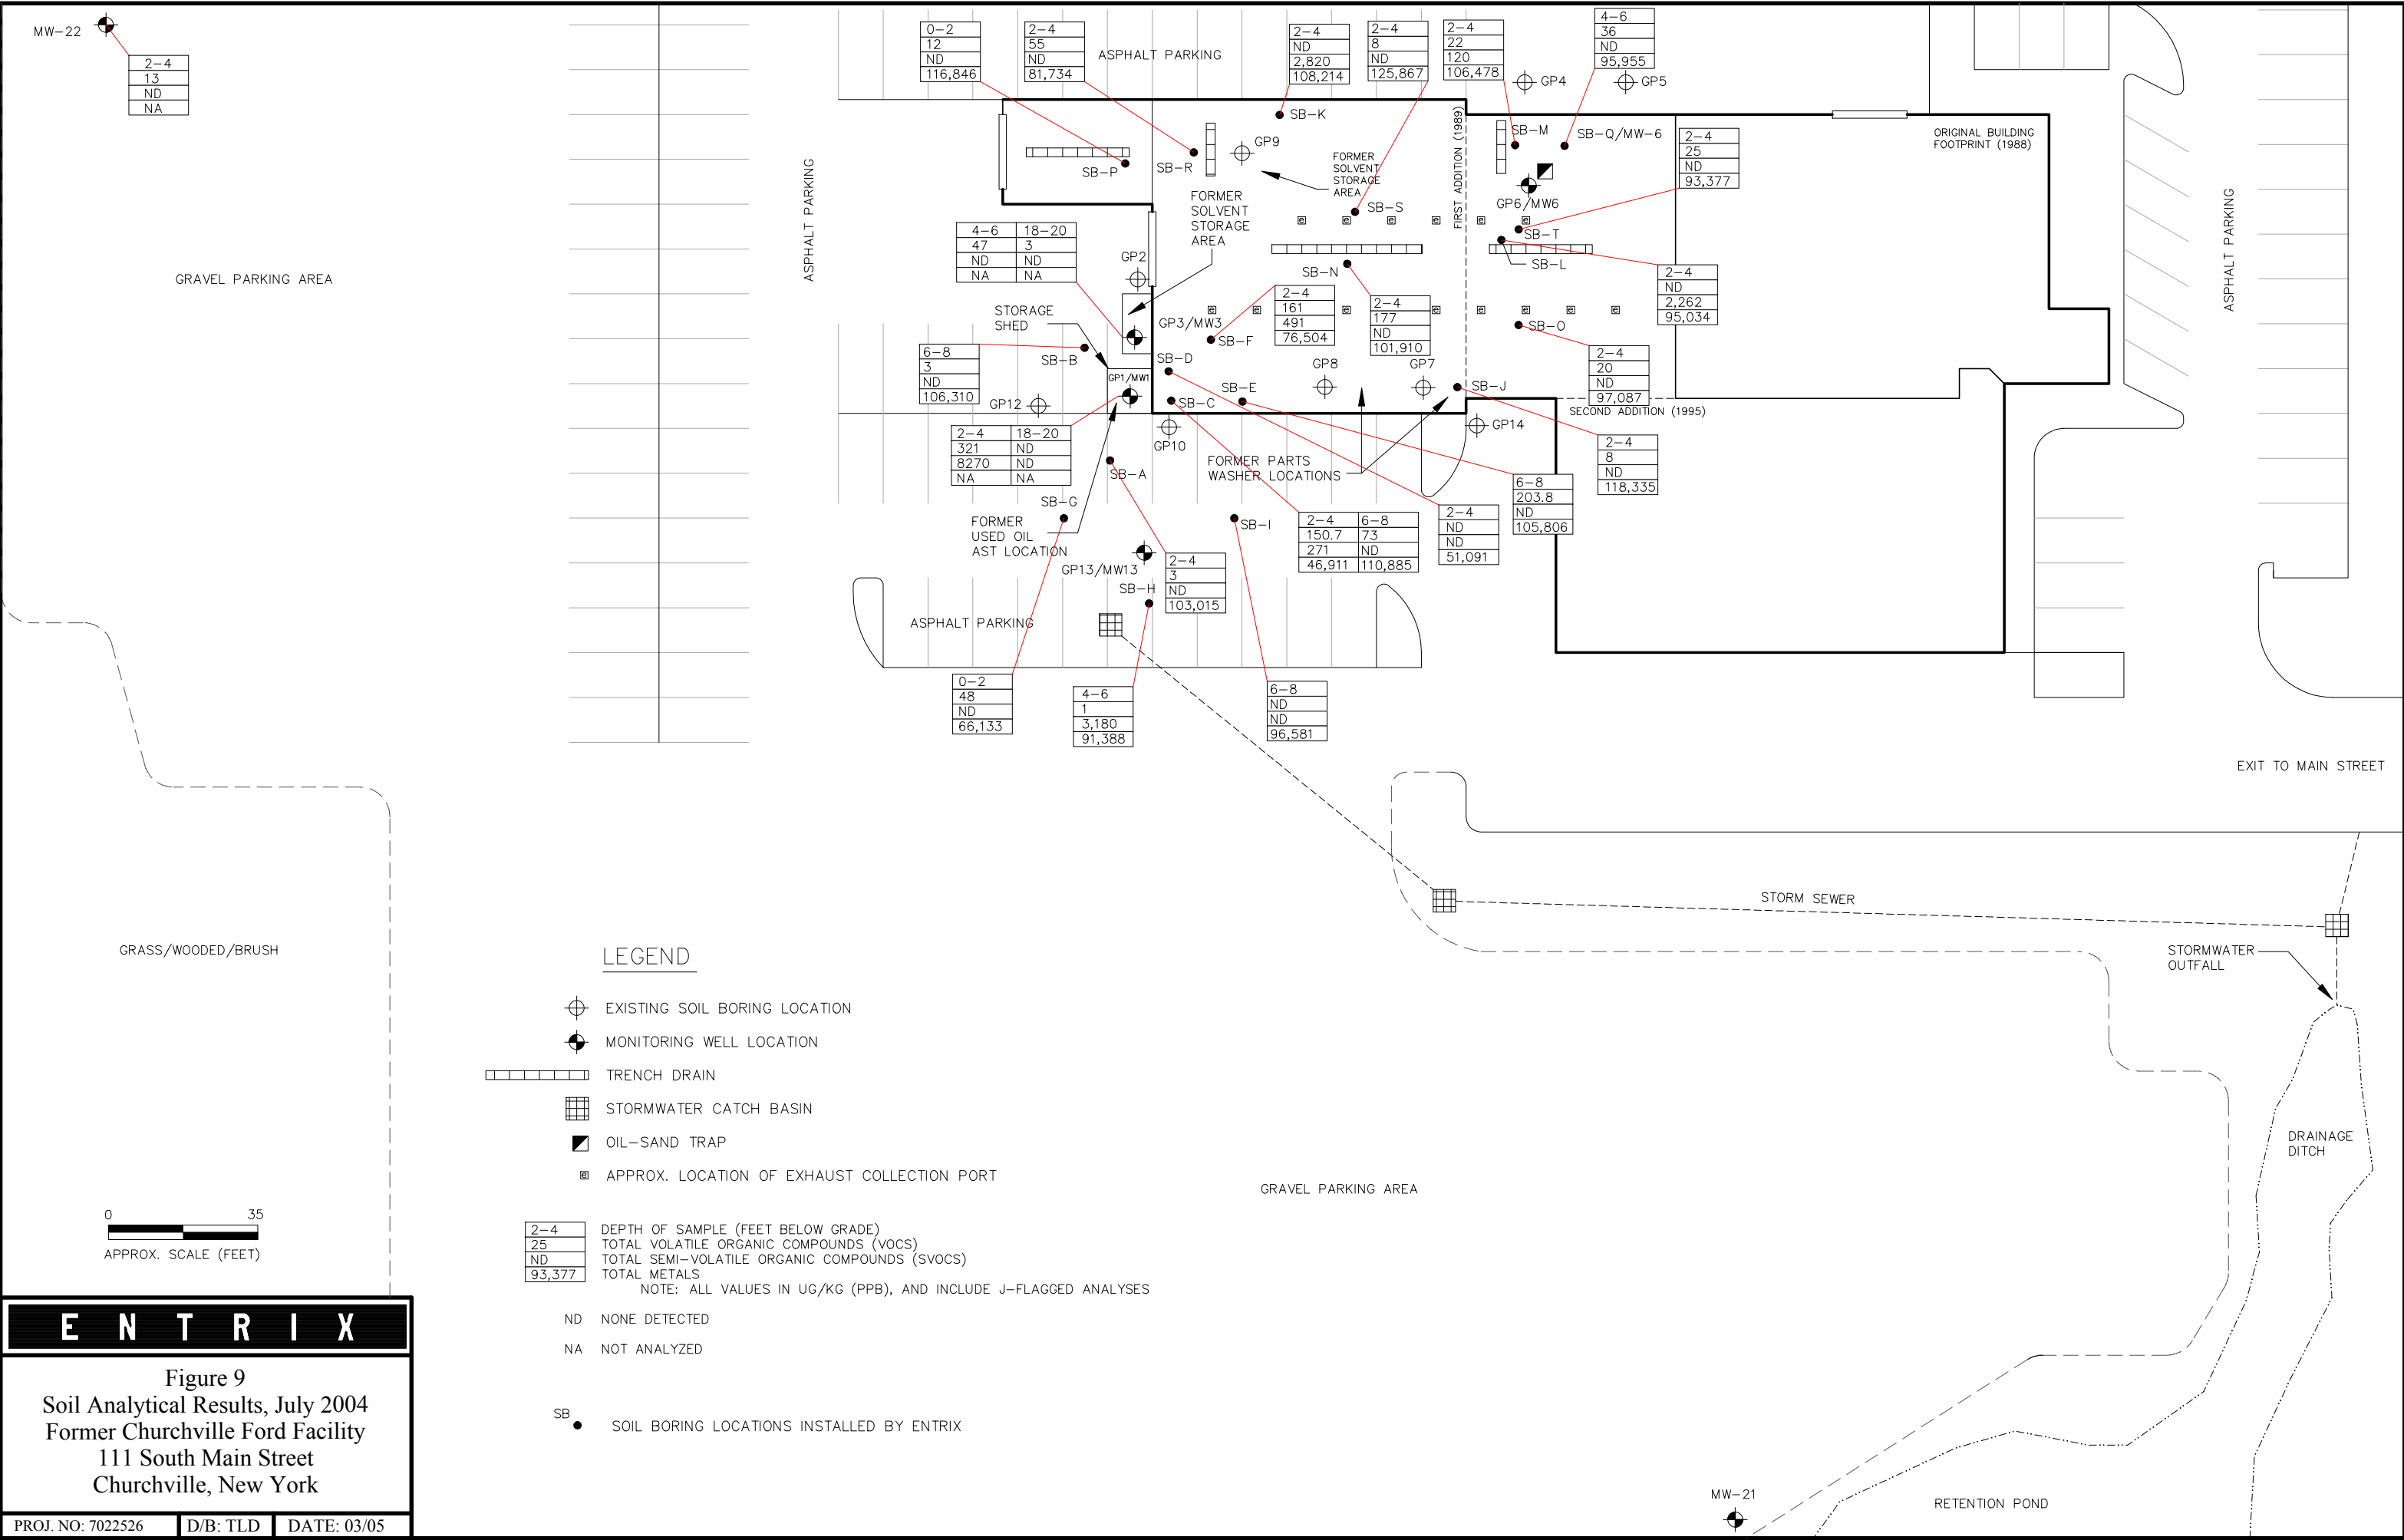 MW-22
2-4
13
ND
NA
0-2
12
ND
116,846
2-4
55
ND
81,734
ASPHALT PARKING
2-4
ND
2,820
108,214
2-4
8
ND
125,867
2-4
22
120
106,478
4-6
36
ND
95,955
GP4
GP5
SB-K
SB-M
SB-Q/MW-6
2-4
25
ND
93,377
ORIGINAL BUILDING
FOOTPRINT (1988)
FIRST ADDITION (1989)
GP9
SB-R
SB-P
FORMER
SOLVENT
STORAGE
AREA
ASPHALT PARKING
FORMER
SOLVENT
STORAGE
AREA
SB-S
GP6/MW6
SB-T
SB-L
ASPHALT PARKING
4-6 18-20
47 3
ND ND
NA NA
GP2
SB-N
GRAVEL PARKING AREA
2-4
ND
2,262
95,034
2-4
161
491
76,504
2-4
177
ND
101,910
STORAGE
SHED
GP3/MW3
SB-F
SB-O
6-8
3
ND
106,310
SB-B
SB-D
GP8
GP7
2-4
20
ND
97,087
GP1/MW1
SB-E
SB-J
GP12
SB-C
SECOND ADDITION (1995)
2-4 18-20
321 ND
8270 ND
NA NA
GP10
GP14
2-4
8
ND
118,335
SB-A
FORMER PARTS
WASHER LOCATIONS
6-8
203.8
ND
105,806
SB-G
FORMER
USED OIL
AST LOCATION
SB-I
2-4 6-8
150.7 73
271 ND
46,911 110,885
2-4
ND
ND
51,091
GP13/MW13
2-4
3
ND
103,015
SB-H
ASPHALT PARKING
0-2
48
ND
66,133
4-6
1
3,180
91,388
6-8
ND
ND
96,581
EXIT TO MAIN STREET
STORM SEWER
GRASS/WOODED/BRUSH
STORMWATER
OUTFALL
LEGEND
EXISTING SOIL BORING LOCATION
MONITORING WELL LOCATION
TRENCH DRAIN
STORMWATER CATCH BASIN
OIL-SAND TRAP
APPROX. LOCATION OF EXHAUST COLLECTION PORT
DRAINAGE
DITCH
GRAVEL PARKING AREA
0 35
APPROX. SCALE (FEET)
2-4 DEPTH OF SAMPLE (FEET BELOW GRADE)
25 TOTAL VOLATILE ORGANIC COMPOUNDS (VOCS)
ND TOTAL SEMI-VOLATILE ORGANIC COMPOUNDS (SVOCS)
93,377 TOTAL METALS
NOTE: ALL VALUES IN UG/KG (PPB), AND INCLUDE J-FLAGGED ANALYSES
ND NONE DETECTED
NA NOT ANALYZED
SB SOIL BORING LOCATIONS INSTALLED BY ENTRIX
ENTRIX
Figure 9
Soil Analytical Results, July 2004
Former Churchville Ford Facility
111 South Main Street
Churchville, New York
PROJ. NO: 7022526 D/B: TLD DATE: 03/05
MW-21
RETENTION POND